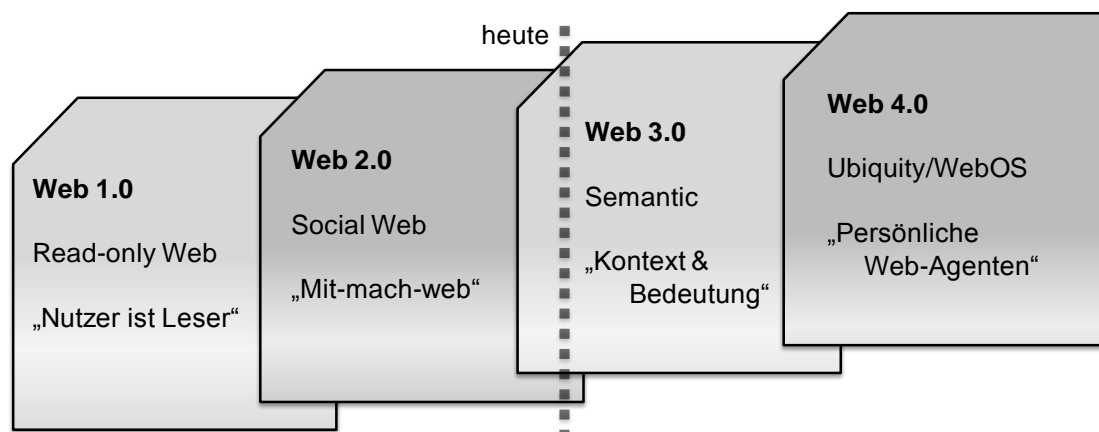 heute
Web 1.0
Read-only Web
„Nutzer ist Leser“
Web 2.0
Social Web
„Mit-mach-web“
Web 3.0
Semantic
„Kontext &
Bedeutung“
Web 4.0
Ubiquity/WebOS
„Persönliche
Web-Agenten“